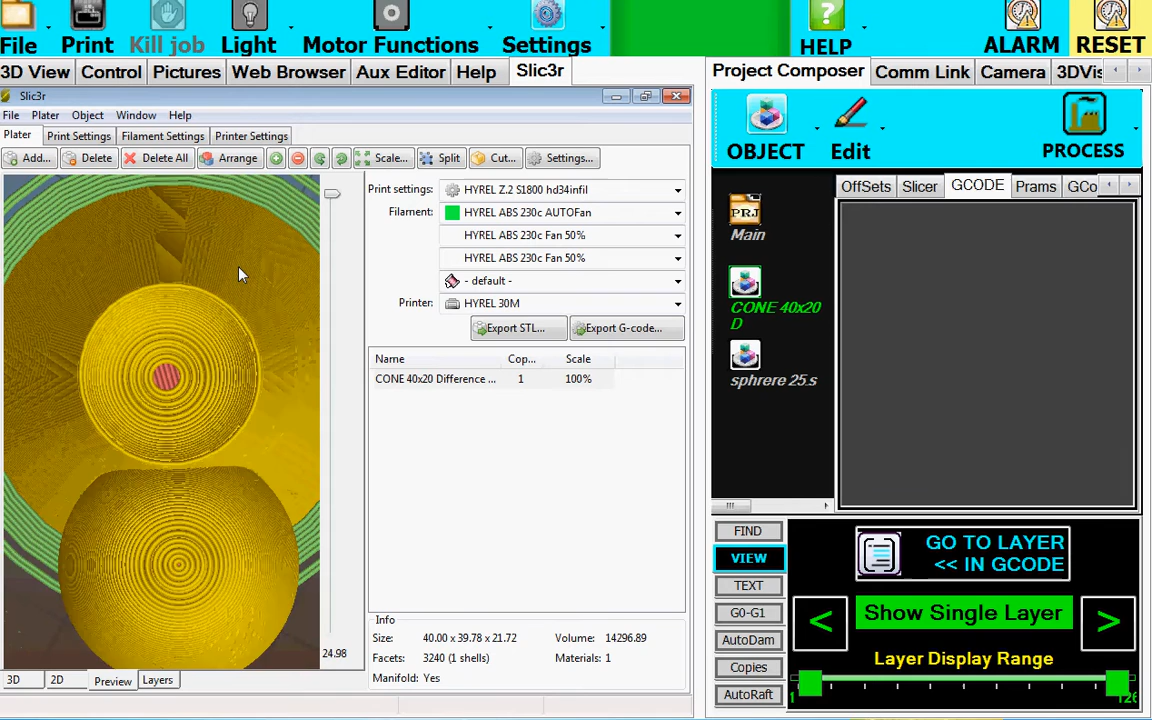 File Print Kill job Light Motor Functions Settings HELP ALARM RESET
3D View Control Pictures Web Browser Aux Editor Help Slic3r
Slic3r
File Plater Object Window Help
Plater Print Settings Filament Settings Printer Settings
Add... Delete Delete All Arrange Scale... Split Cut... Settings...
Print settings: HYREL Z.2 S1800 hd34infil
Filament: HYREL ABS 230c AUTOFan
HYREL ABS 230c Fan 50%
HYREL ABS 230c Fan 50%
- default -
Printer: HYREL 30M
Export STL... Export G-code...
Name Cop... Scale
CONE 40x20 Difference ... 1 100%
Info
Size: 40.00 x 39.78 x 21.72 Volume: 14296.89
Facets: 3240 (1 shells) Materials: 1
Manifold: Yes
24.98
3D 2D Preview Layers
Project Composer Comm Link Camera 3DVis
OBJECT Edit PROCESS
OffSets Slicer GCODE Prams GCo
PRJ
Main
CONE 40x20
D
sphrere 25.s
FIND
VIEW
TEXT
G0-G1
AutoDam
Copies
AutoRaft
GO TO LAYER
<< IN GCODE
< Show Single Layer >
Layer Display Range
1 126